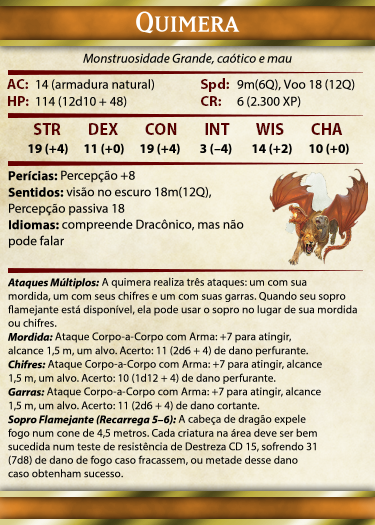 QUIMERA
Monstruosidade Grande, caótico e mau
AC: 14 (armadura natural) Spd: 9m(6Q), Voo 18 (12Q)
HP: 114 (12d10 + 48) CR: 6 (2.300 XP)
STR DEX CON INT WIS CHA
19 (+4) 11 (+0) 19 (+4) 3 (–4) 14 (+2) 10 (+0)
Perícias: Percepção +8
Sentidos: visão no escuro 18m(12Q),
Percepção passiva 18
Idiomas: compreende Dracônico, mas não
pode falar
Ataques Múltiplos: A quimera realiza três ataques: um com sua
mordida, um com seus chifres e um com suas garras. Quando seu sopro
flamejante está disponível, ela pode usar o sopro no lugar de sua mordida
ou chifres.
Mordida: Ataque Corpo-a-Corpo com Arma: +7 para atingir,
alcance 1,5 m, um alvo. Acerto: 11 (2d6 + 4) de dano perfurante.
Chifres: Ataque Corpo-a-Corpo com Arma: +7 para atingir, alcance
1,5 m, um alvo. Acerto: 10 (1d12 + 4) de dano perfurante.
Garras: Ataque Corpo-a-Corpo com Arma: +7 para atingir, alcance
1,5 m, um alvo. Acerto: 11 (2d6 + 4) de dano cortante.
Sopro Flamejante (Recarrega 5–6): A cabeça de dragão expele
fogo num cone de 4,5 metros. Cada criatura na área deve ser bem
sucedida num teste de resistência de Destreza CD 15, sofrendo 31
(7d8) de dano de fogo caso fracassem, ou metade desse dano
caso obtenham sucesso.